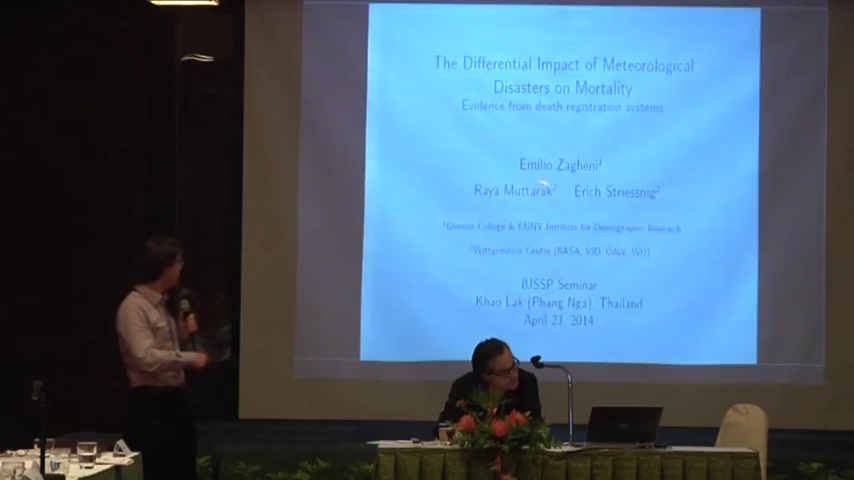 The Differential Impact of Meteorological
Disasters on Mortality
Evidence from death registration systems
Emilio Zagheni¹
Raya Muttarak² Erich Striessnig²
¹Queens College & CUNY Institute for Demographic Research
²Wittgenstein Centre (IIASA, VID/ÖAW, WU)
IUSSP Seminar
Khao Lak (Phang Nga), Thailand
April 23, 2014